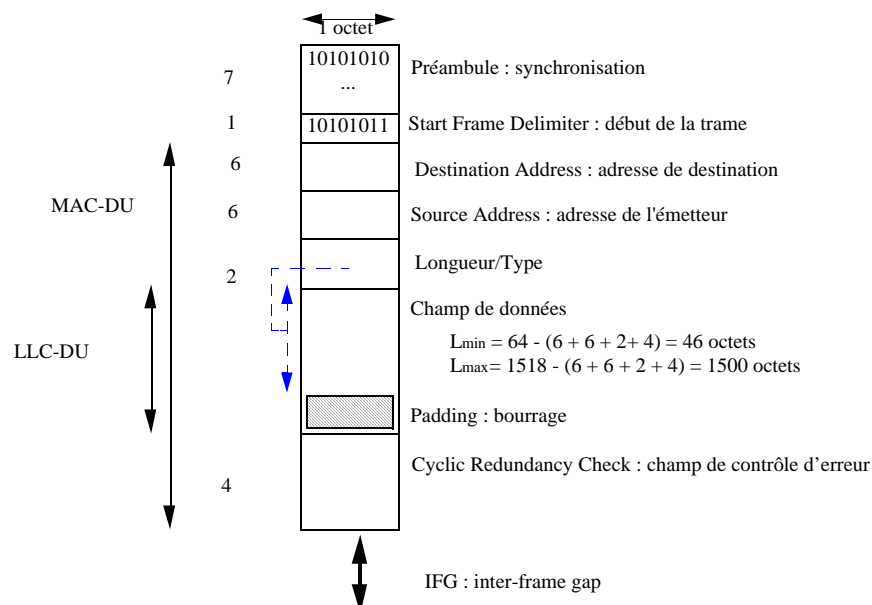 1 octet
10101010
...
7
Préambule : synchronisation
1
10101011
Start Frame Delimiter : début de la trame
6
Destination Address : adresse de destination
MAC-DU
6
Source Address : adresse de l'émetteur
2
Longueur/Type
LLC-DU
Champ de données
Lmin = 64 - (6 + 6 + 2+ 4) = 46 octets
Lmax= 1518 - (6 + 6 + 2 + 4) = 1500 octets
Padding : bourrage
4
Cyclic Redundancy Check : champ de contrôle d’erreur
IFG : inter-frame gap